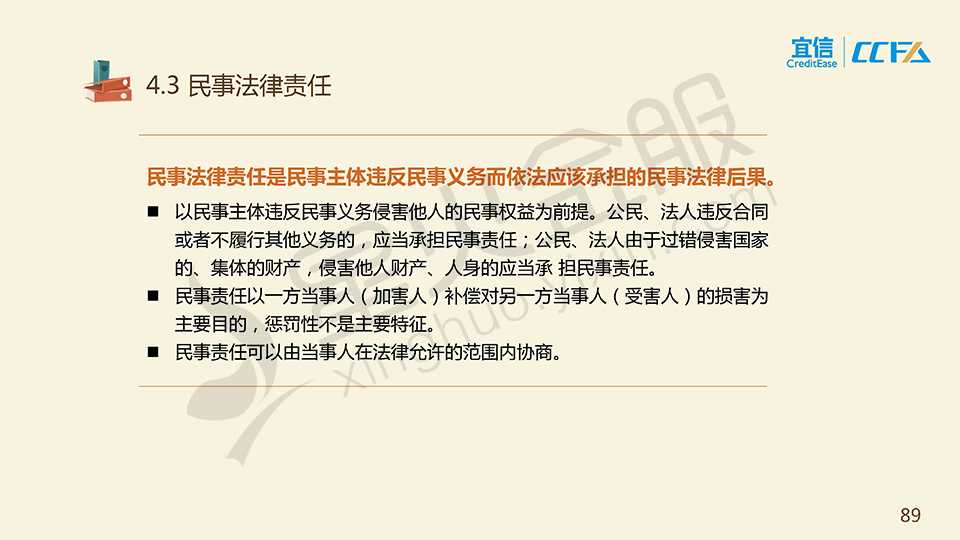 宜信
CreditEase
CCFA
4.3 民事法律责任
民事法律责任是民事主体违反民事义务而依法应该承担的民事法律后果。
■ 以民事主体违反民事义务侵害他人的民事权益为前提。公民、法人违反合同
或者不履行其他义务的，应当承担民事责任；公民、法人由于过错侵害国家
的、集体的财产，侵害他人财产、人身的应当承 担民事责任。
■ 民事责任以一方当事人（加害人）补偿对另一方当事人（受害人）的损害为
主要目的，惩罚性不是主要特征。
■ 民事责任可以由当事人在法律允许的范围内协商。
星火金服
89